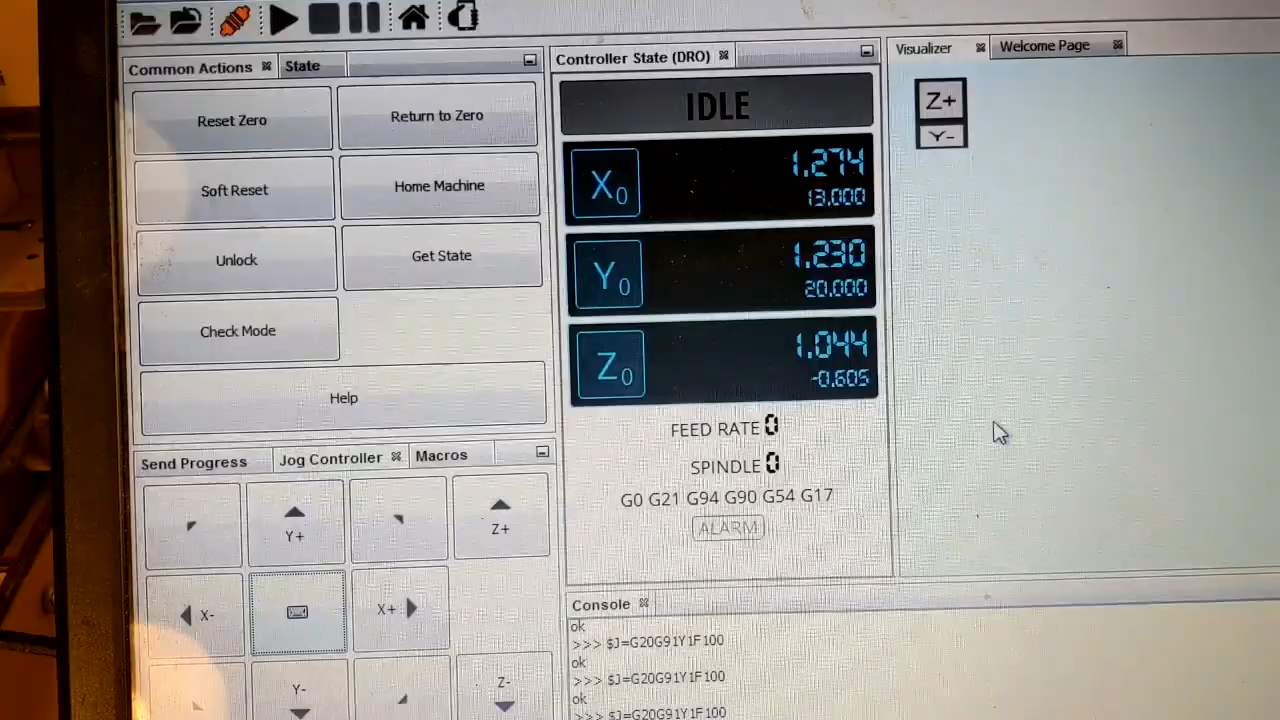 Common Actions
State
Reset Zero
Return to Zero
Soft Reset
Home Machine
Unlock
Get State
Check Mode
Help
Send Progress
Jog Controller
Macros
Y+
Z+
X-
X+
Y-
Z-
Controller State (DRO)
IDLE
X0
1.274
13.000
Y0
1.230
20.000
Z0
1.044
-0.605
FEED RATE 0
SPINDLE 0
G0 G21 G94 G90 G54 G17
ALARM
Console
ok
>>> $J=G20G91Y1F100
ok
>>> $J=G20G91Y1F100
ok
>>> $J=G20G91Y1F100
Visualizer
Welcome Page
Z+
Y-